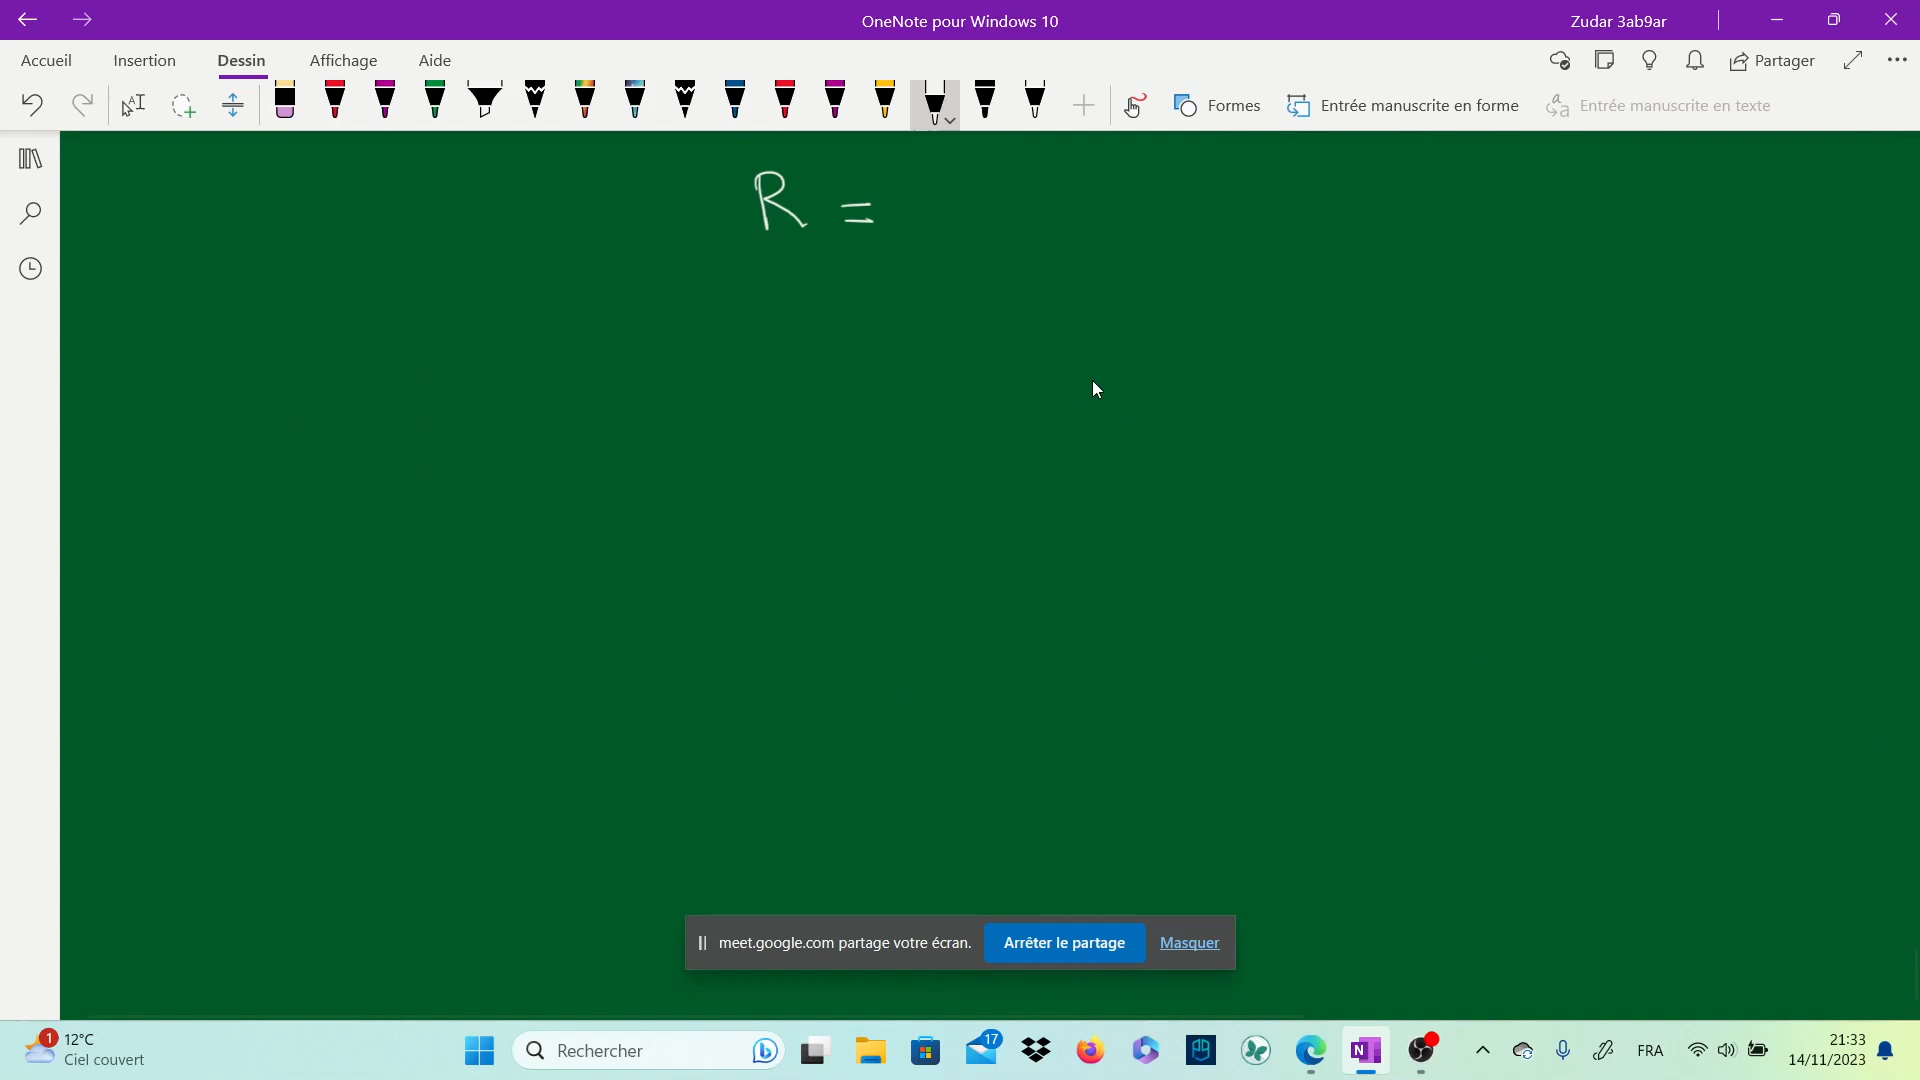 OneNote pour Windows 10
Zudar 3ab9ar
Accueil
Insertion
Dessin
Affichage
Aide
Partager
Formes
Entrée manuscrite en forme
Entrée manuscrite en texte
R =
meet.google.com partage votre écran.
Arrêter le partage
Masquer
1
12°C
Ciel couvert
Rechercher
17
N
FRA
21:33
14/11/2023